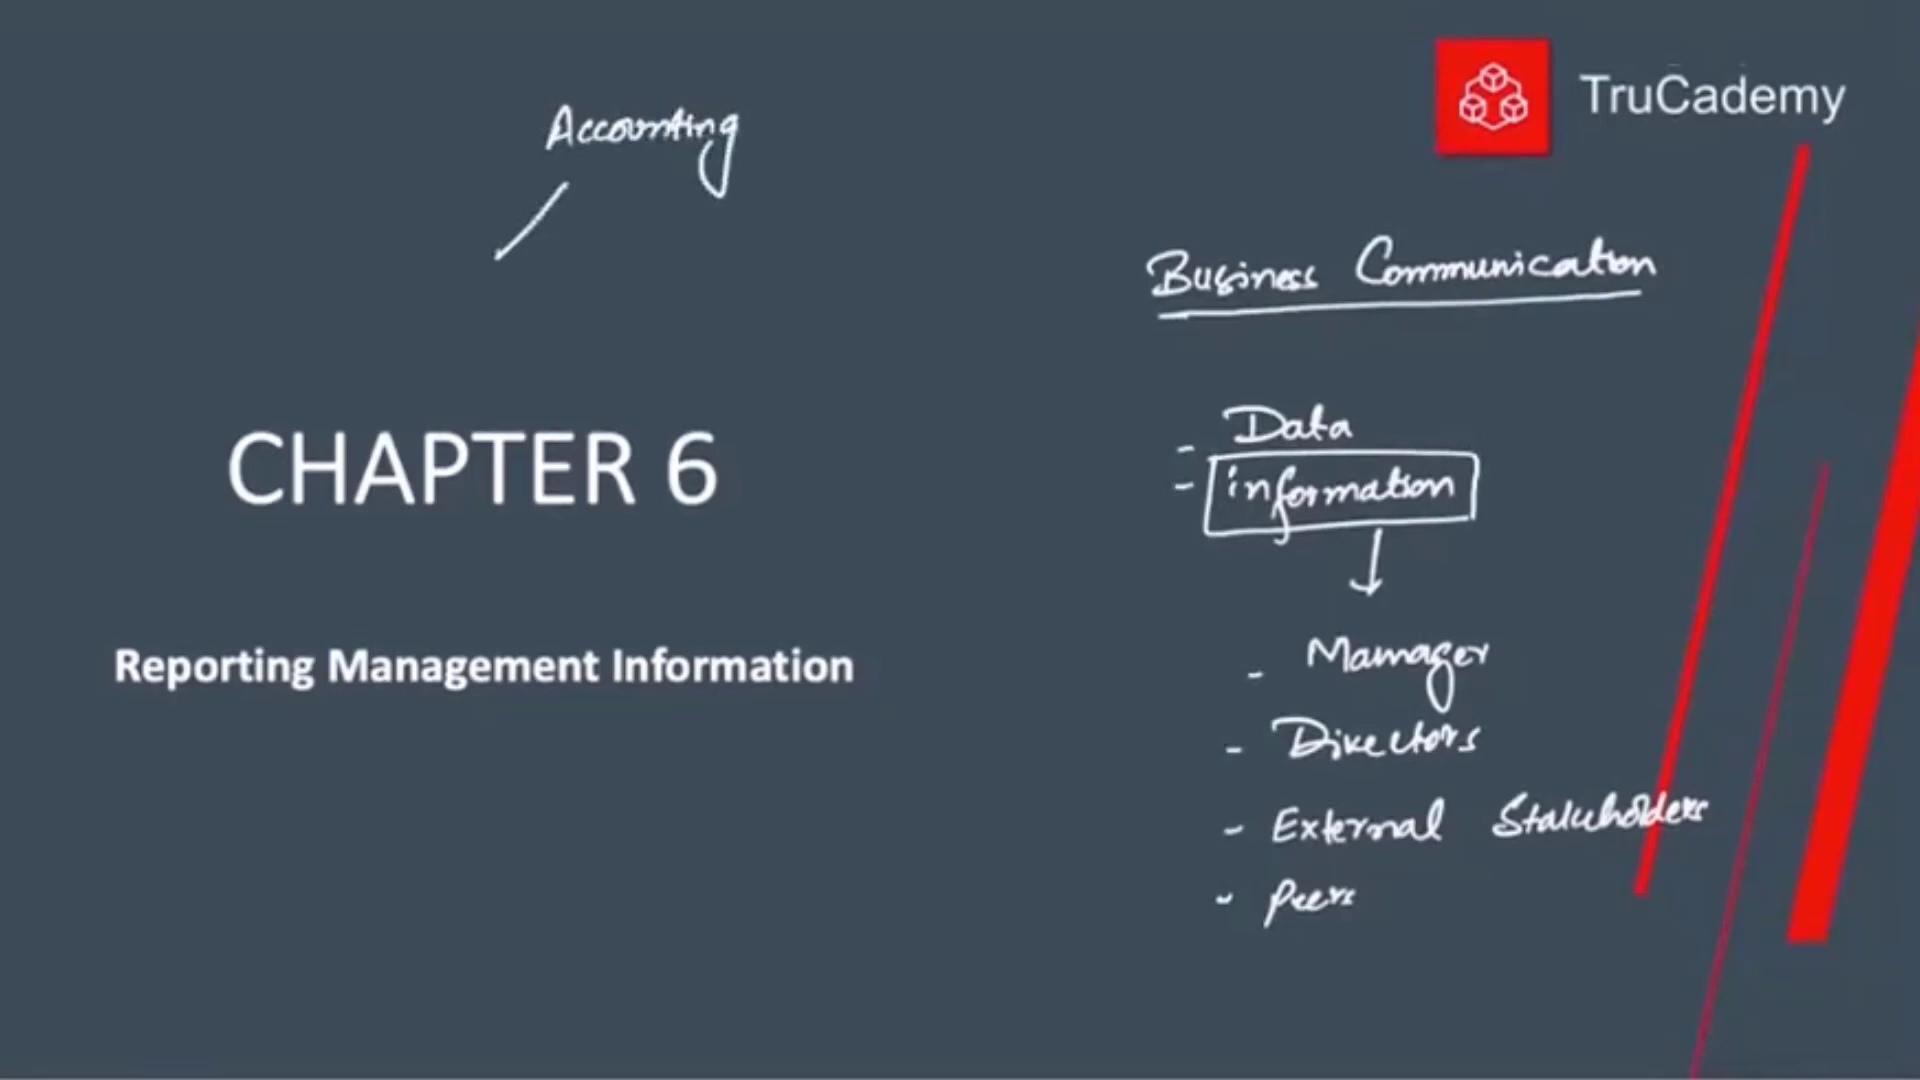 TruCademy
Accounting
Business Communication
CHAPTER 6
Reporting Management Information
- Data
- information
- Manager
- Directors
- External Stakeholders
- Peers